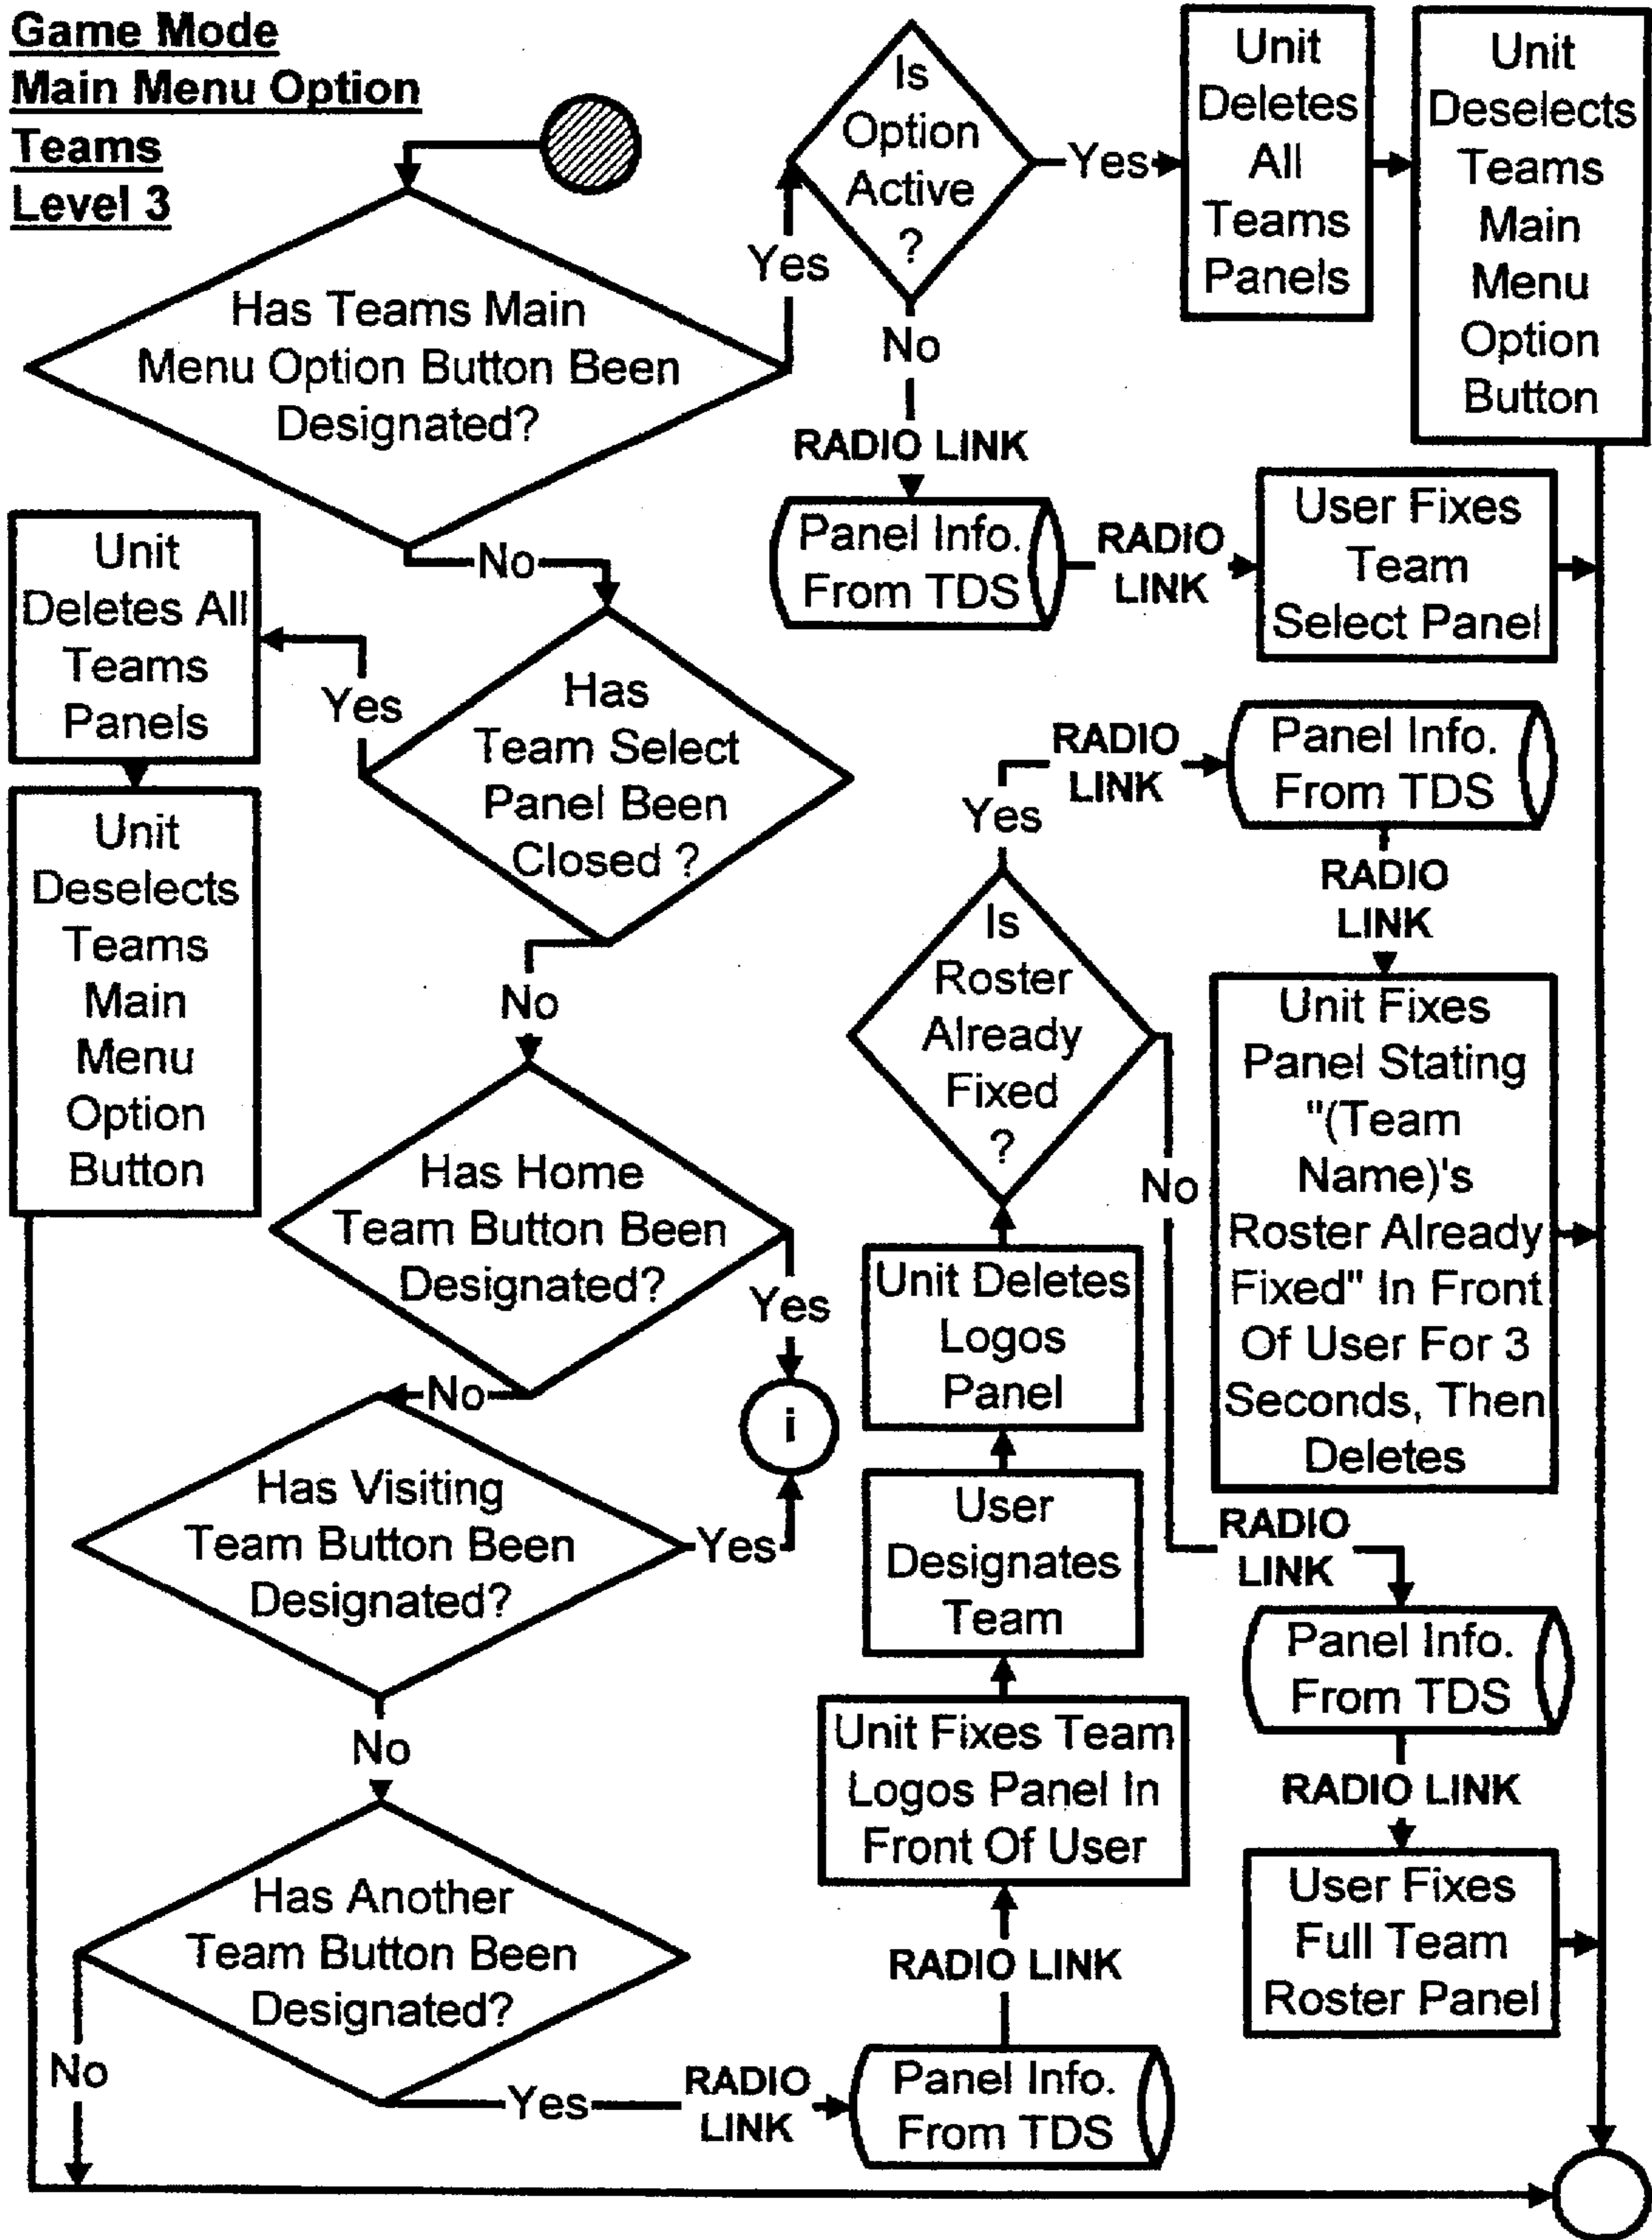 Game Mode
Main Menu Option
Teams
Level 3
Is
Option
Active
?
Yes
Unit
Deletes
All
Teams
Panels
Unit
Deselects
Teams
Main
Menu
Option
Button
Yes
No
Has Teams Main
Menu Option Button Been
Designated?
RADIO LINK
Panel Info.
From TDS
RADIO
LINK
User Fixes
Team
Select Panel
No
Unit
Deletes All
Teams
Panels
Yes
Has
Team Select
Panel Been
Closed ?
Unit
Deselects
Teams
Main
Menu
Option
Button
No
Has Home
Team Button Been
Designated?
Yes
i
No
Has Visiting
Team Button Been
Designated?
Yes
No
Has Another
Team Button Been
Designated?
No
Yes
RADIO
LINK
Panel Info.
From TDS
RADIO LINK
Unit Fixes Team
Logos Panel In
Front Of User
User
Designates
Team
Unit Deletes
Logos
Panel
Is
Roster
Already
Fixed
?
Yes
RADIO
LINK
Panel Info.
From TDS
RADIO
LINK
Unit Fixes
Panel Stating
"(Team
Name)'s
Roster Already
Fixed" In Front
Of User For 3
Seconds, Then
Deletes
No
RADIO
LINK
Panel Info.
From TDS
RADIO LINK
User Fixes
Full Team
Roster Panel